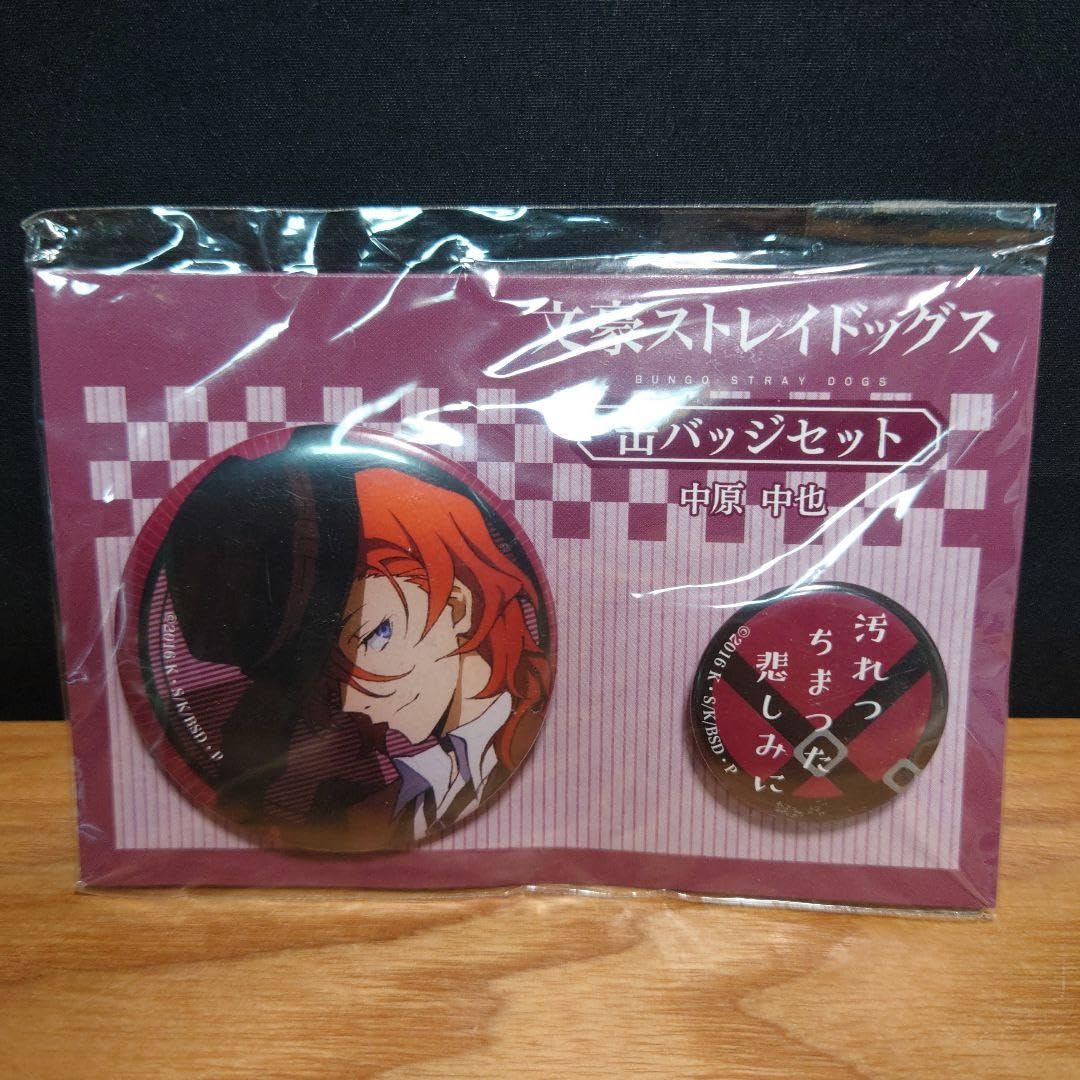 文豪ストレイドッグス
BUNGO STRAY DOGS
缶バッジセット
中原 中也
©2016 K・S/K/BSD・P
汚れつ
ちまつた
悲しみに
©2016 K・S/K/BSD・P